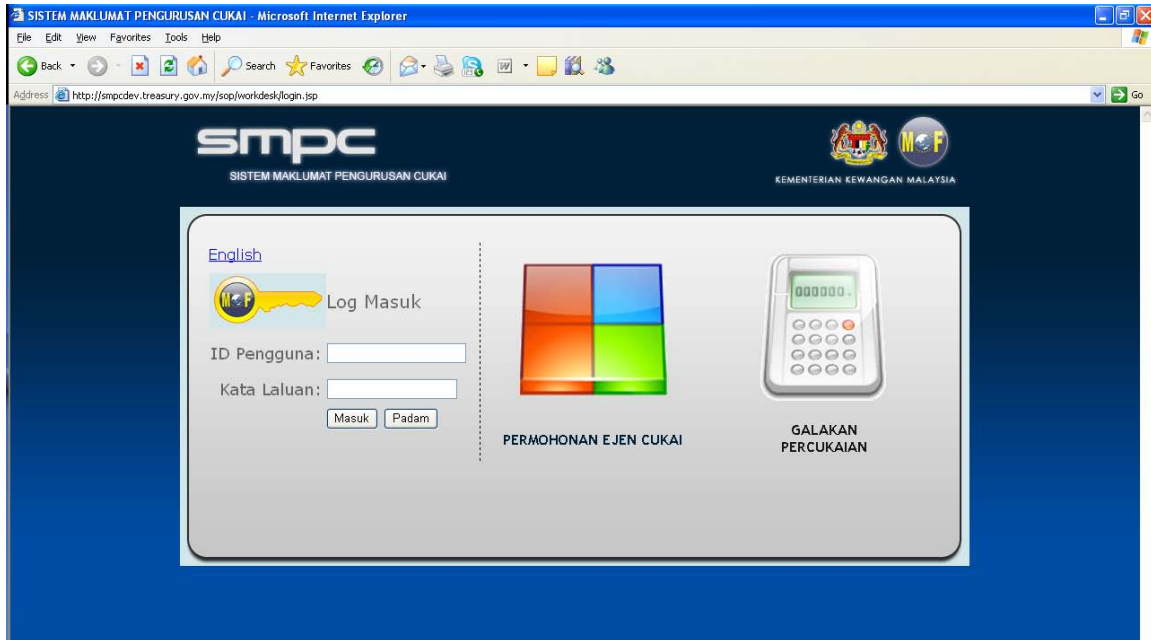 SISTEM MAKLUMAT PENGURUSAN CUKAI - Microsoft Internet Explorer
File Edit View Favorites Tools Help
Back Search Favorites
Address http://smpcdev.treasury.gov.my/sop/workdesk/login.jsp Go
smpc
SISTEM MAKLUMAT PENGURUSAN CUKAI
MOF
KEMENTERIAN KEWANGAN MALAYSIA
English
MOF
Log Masuk
ID Pengguna:
Kata Laluan:
Masuk Padam
000000.
PERMOHONAN EJEN CUKAI
GALAKAN
PERCUKAIAN